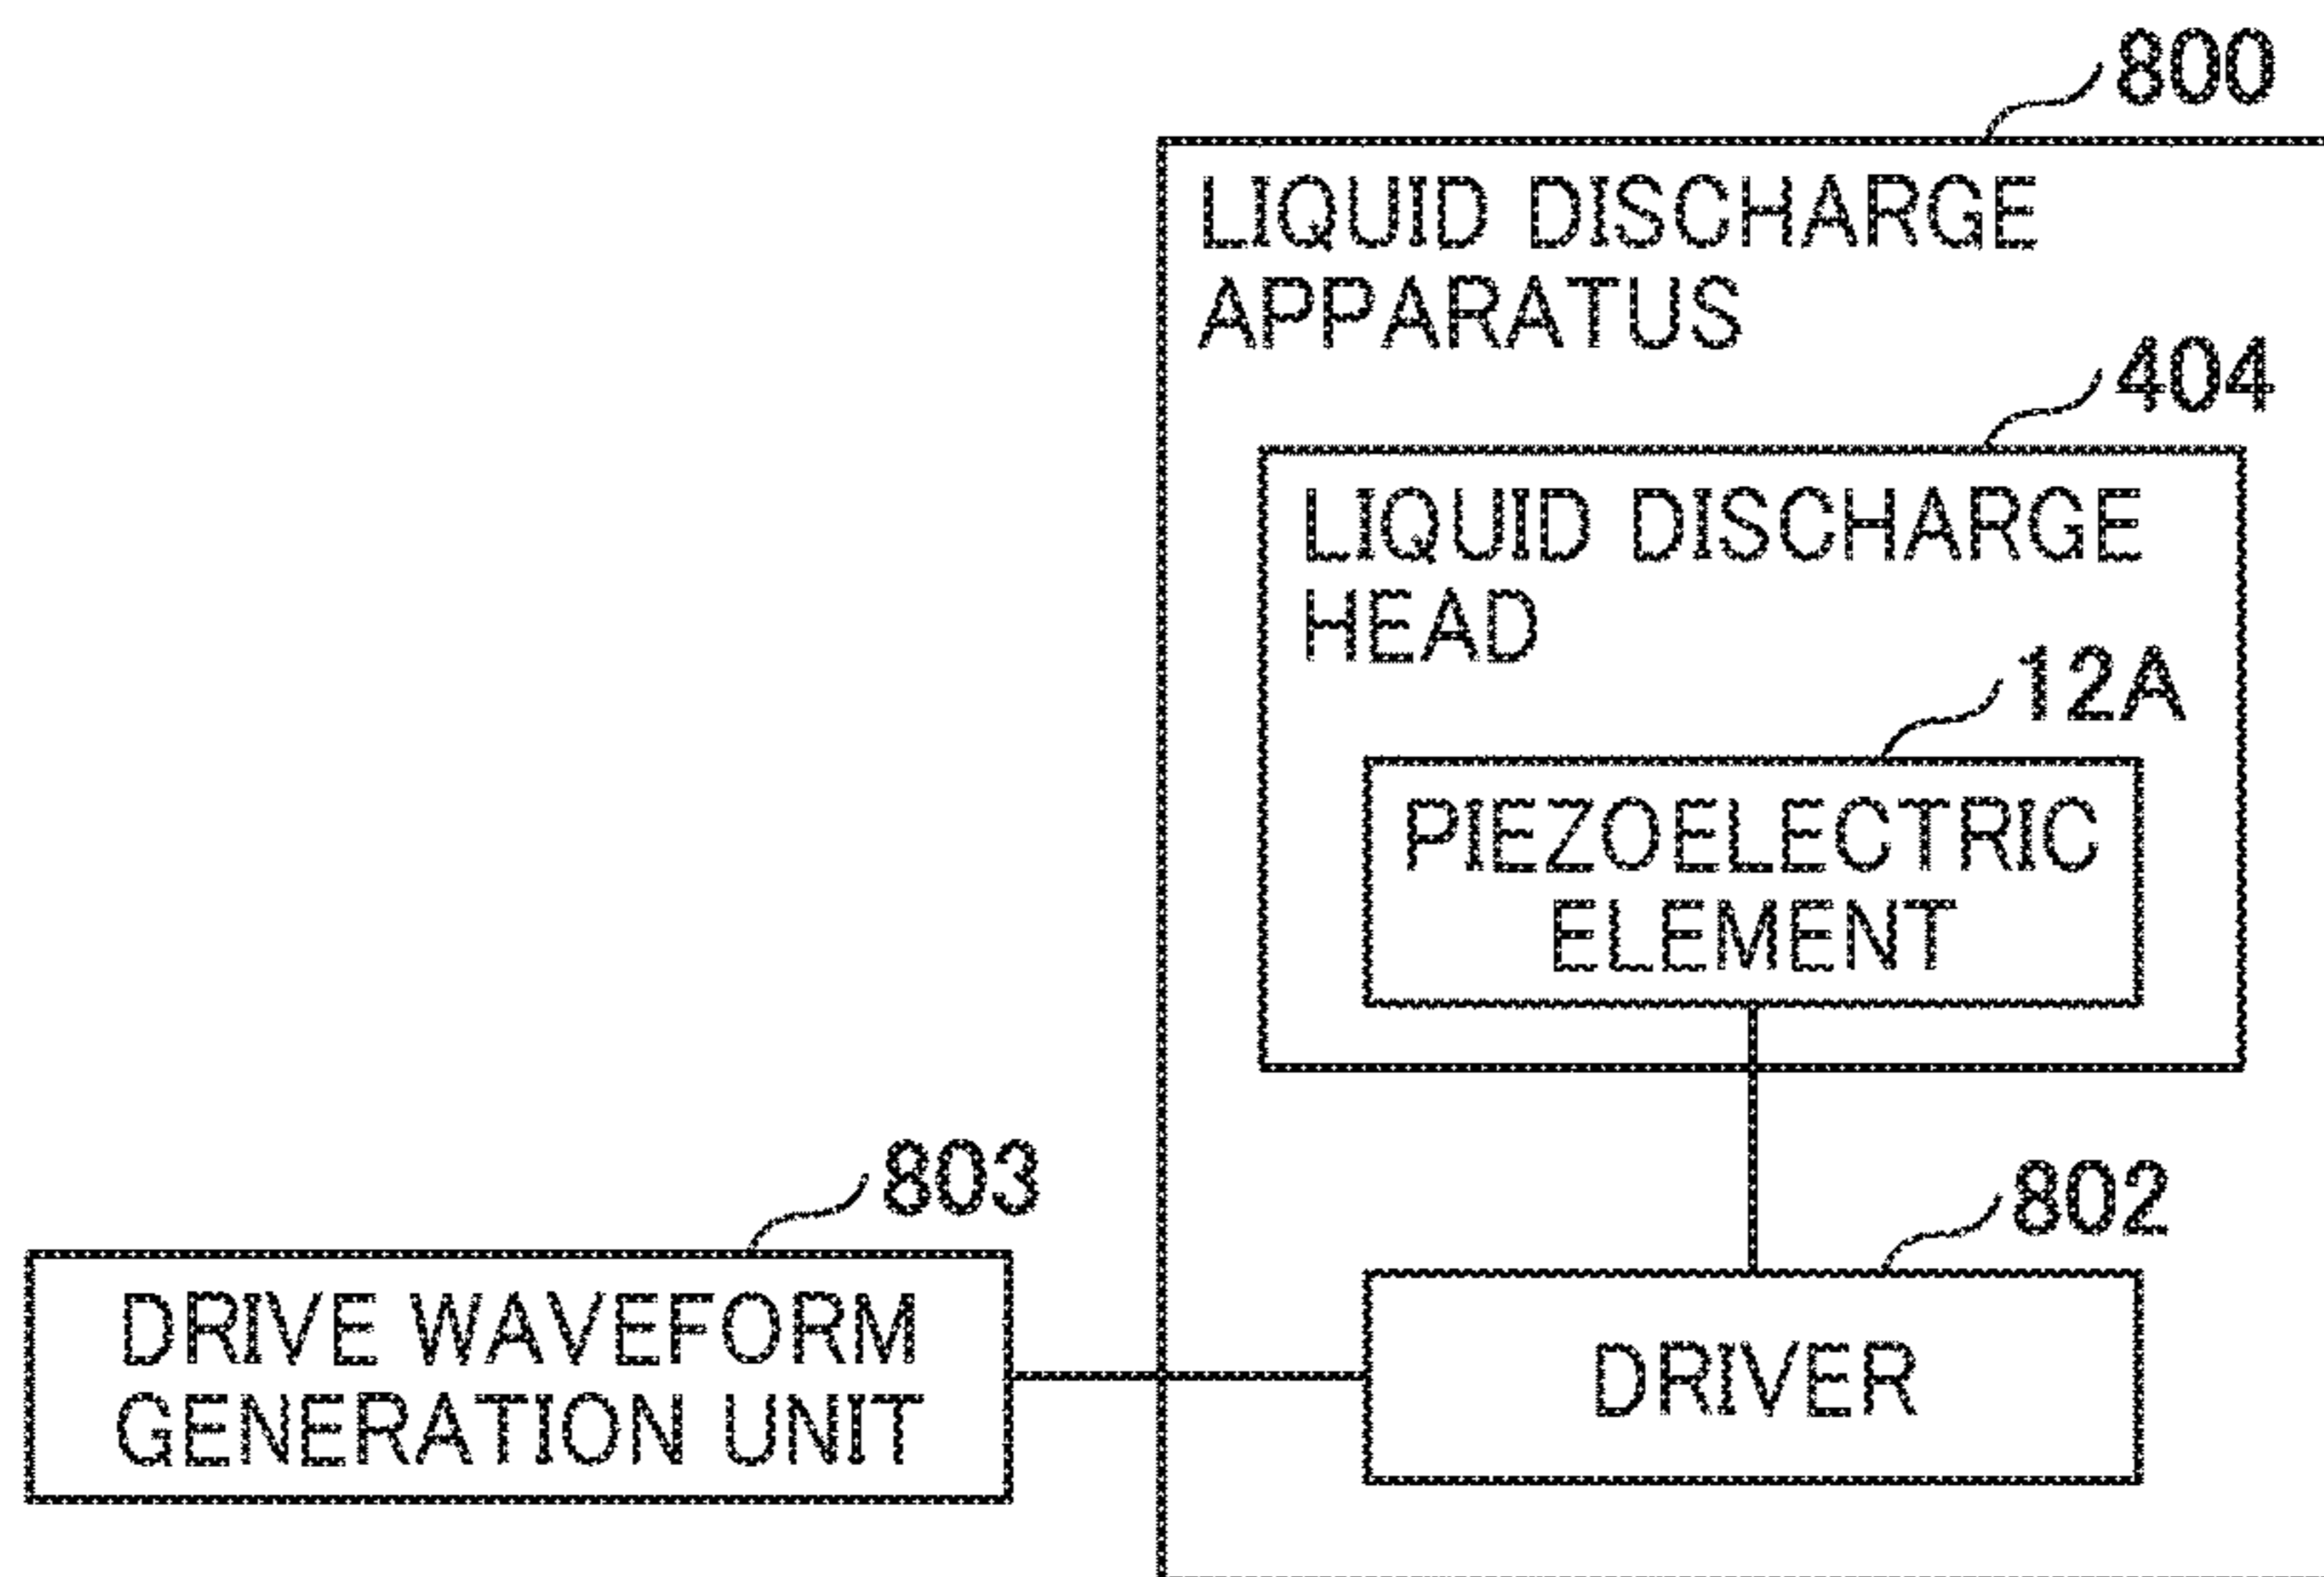 800
LIQUID DISCHARGE
APPARATUS
404
LIQUID DISCHARGE
HEAD
12A
PIEZOELECTRIC
ELEMENT
803
DRIVE WAVEFORM
GENERATION UNIT
802
DRIVER